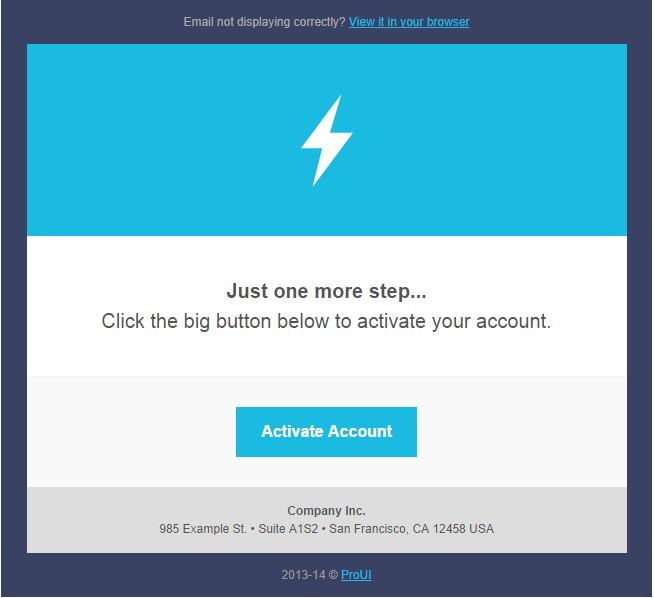 Email not displaying correctly? View it in your browser
Just one more step...
Click the big button below to activate your account.
Activate Account
Company Inc.
985 Example St. • Suite A1S2 • San Francisco, CA 12458 USA
2013-14 © ProUI